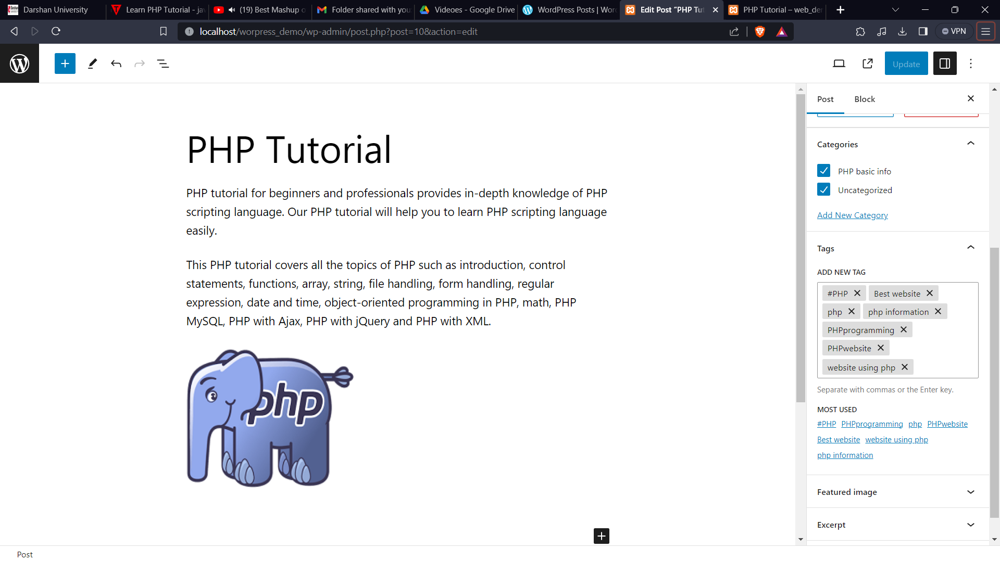 Darshan University
Learn PHP Tutorial - jav
(19) Best Mashup o
Folder shared with you
Videoes - Google Drive
WordPress Posts | Wor
Edit Post “PHP Tut
PHP Tutorial – web_der
localhost/worpress_demo/wp-admin/post.php?post=10&action=edit
VPN
Update
Post
Block
PHP Tutorial
PHP tutorial for beginners and professionals provides in-depth knowledge of PHP
scripting language. Our PHP tutorial will help you to learn PHP scripting language
easily.
This PHP tutorial covers all the topics of PHP such as introduction, control
statements, functions, array, string, file handling, form handling, regular
expression, date and time, object-oriented programming in PHP, math, PHP
MySQL, PHP with Ajax, PHP with jQuery and PHP with XML.
php
Categories
PHP basic info
Uncategorized
Add New Category
Tags
ADD NEW TAG
#PHP Best website
php php information
PHPprogramming
PHPwebsite
website using php
Separate with commas or the Enter key.
MOST USED
#PHP PHPprogramming php PHPwebsite
Best website website using php
php information
Featured image
Excerpt
Post